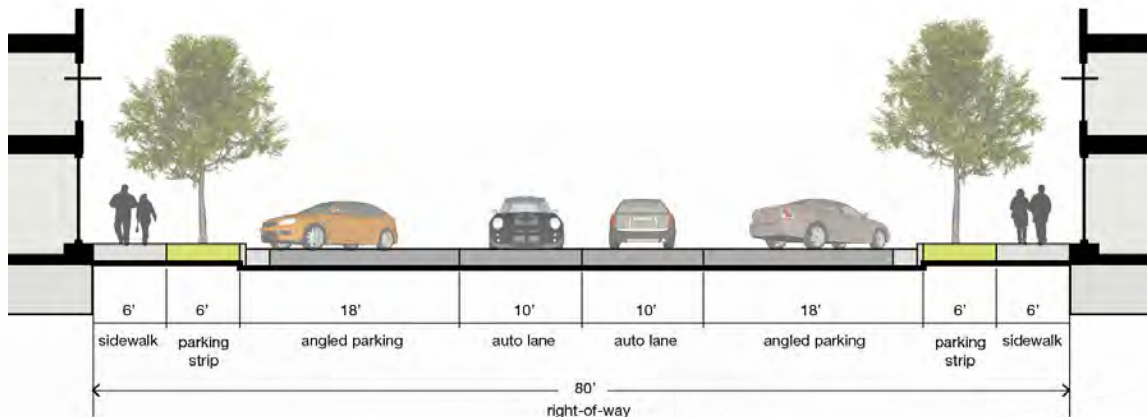 6' 6' 18' 10' 10' 18' 6' 6'
sidewalk parking strip angled parking auto lane auto lane angled parking parking strip sidewalk
80'
right-of-way